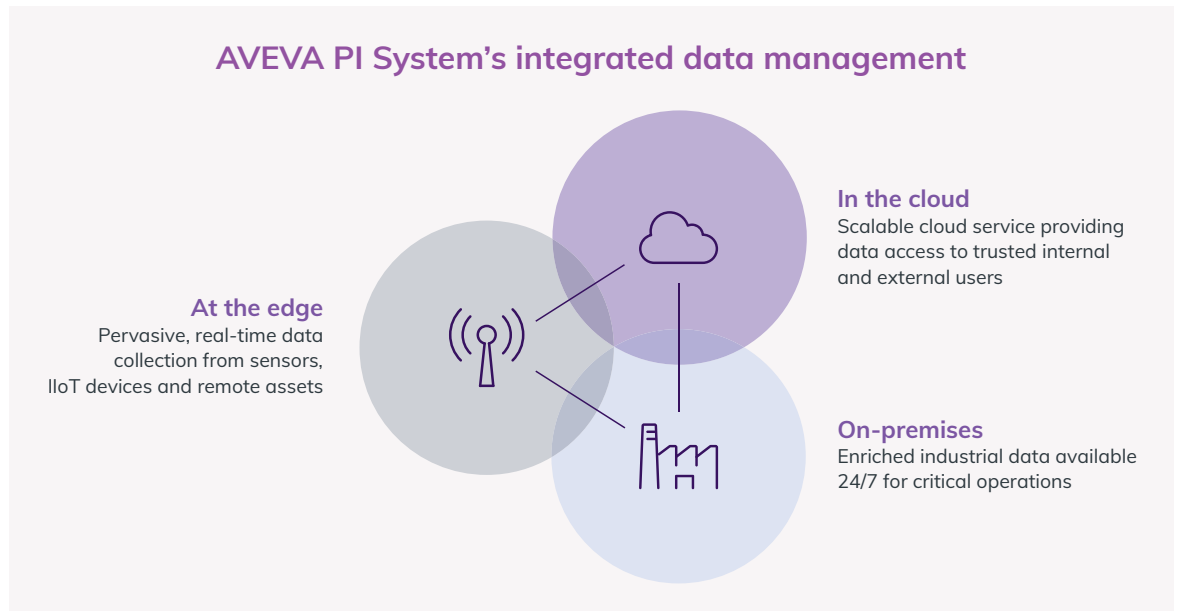 AVEVA PI System’s integrated data management
In the cloud
Scalable cloud service providing
data access to trusted internal
and external users
At the edge
Pervasive, real-time data
collection from sensors,
IIoT devices and remote assets
On-premises
Enriched industrial data available
24/7 for critical operations